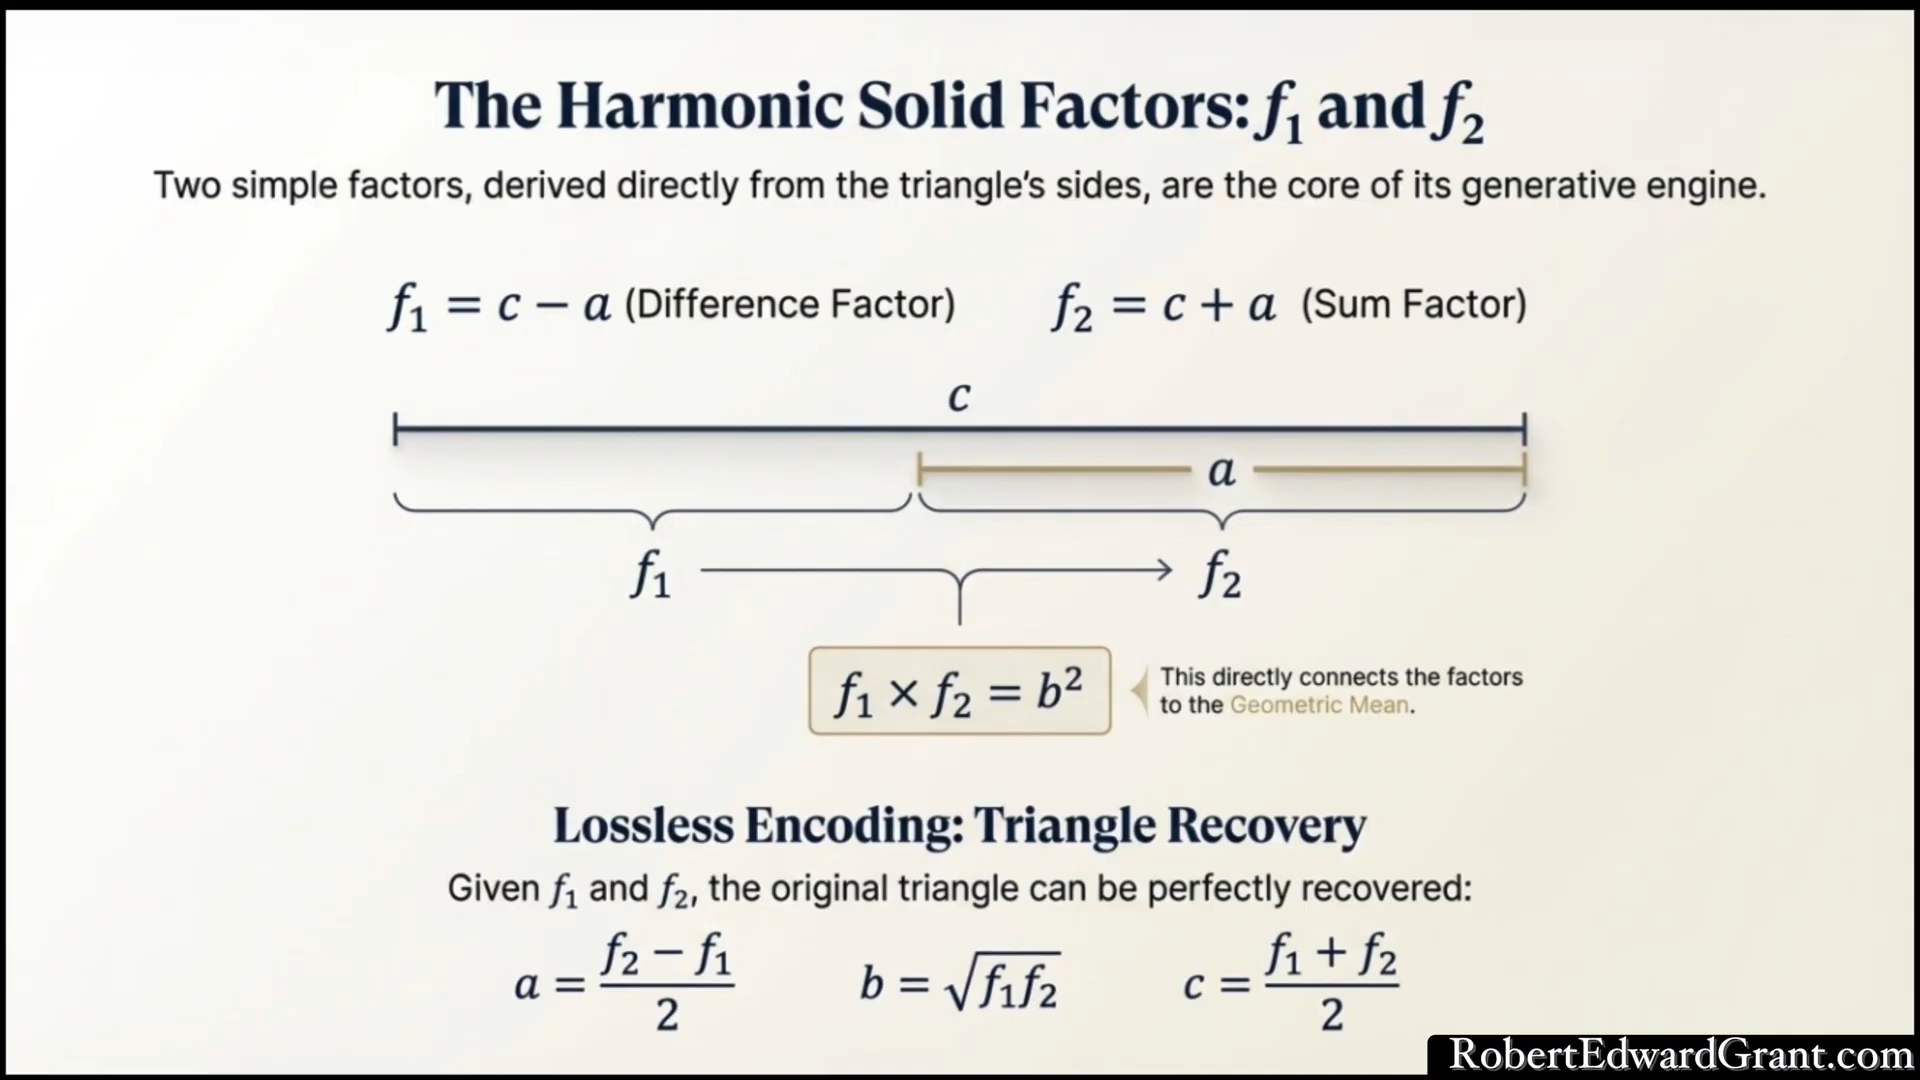 The Harmonic Solid Factors: f₁ and f₂
Two simple factors, derived directly from the triangle's sides, are the core of its generative engine.
f₁ = c − a (Difference Factor) f₂ = c + a (Sum Factor)
c
a
f₁ f₂
f₁ × f₂ = b²
This directly connects the factors
to the Geometric Mean.
Lossless Encoding: Triangle Recovery
Given f₁ and f₂, the original triangle can be perfectly recovered:
a = (f₂ − f₁)/2 b = √(f₁f₂) c = (f₁ + f₂)/2
RobertEdwardGrant.com